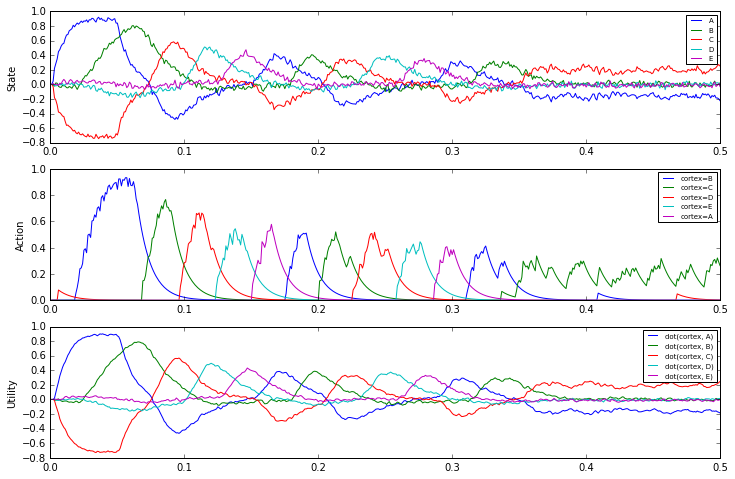 1.0
0.8
0.6
0.4
0.2
0.0
−0.2
−0.4
−0.6
−0.8
State
A
B
C
D
E
0.0 0.1 0.2 0.3 0.4 0.5
1.0
0.8
0.6
0.4
0.2
0.0
Action
cortex=B
cortex=C
cortex=D
cortex=E
cortex=A
0.0 0.1 0.2 0.3 0.4 0.5
1.0
0.8
0.6
0.4
0.2
0.0
−0.2
−0.4
−0.6
−0.8
Utility
dot(cortex, A)
dot(cortex, B)
dot(cortex, C)
dot(cortex, D)
dot(cortex, E)
0.0 0.1 0.2 0.3 0.4 0.5